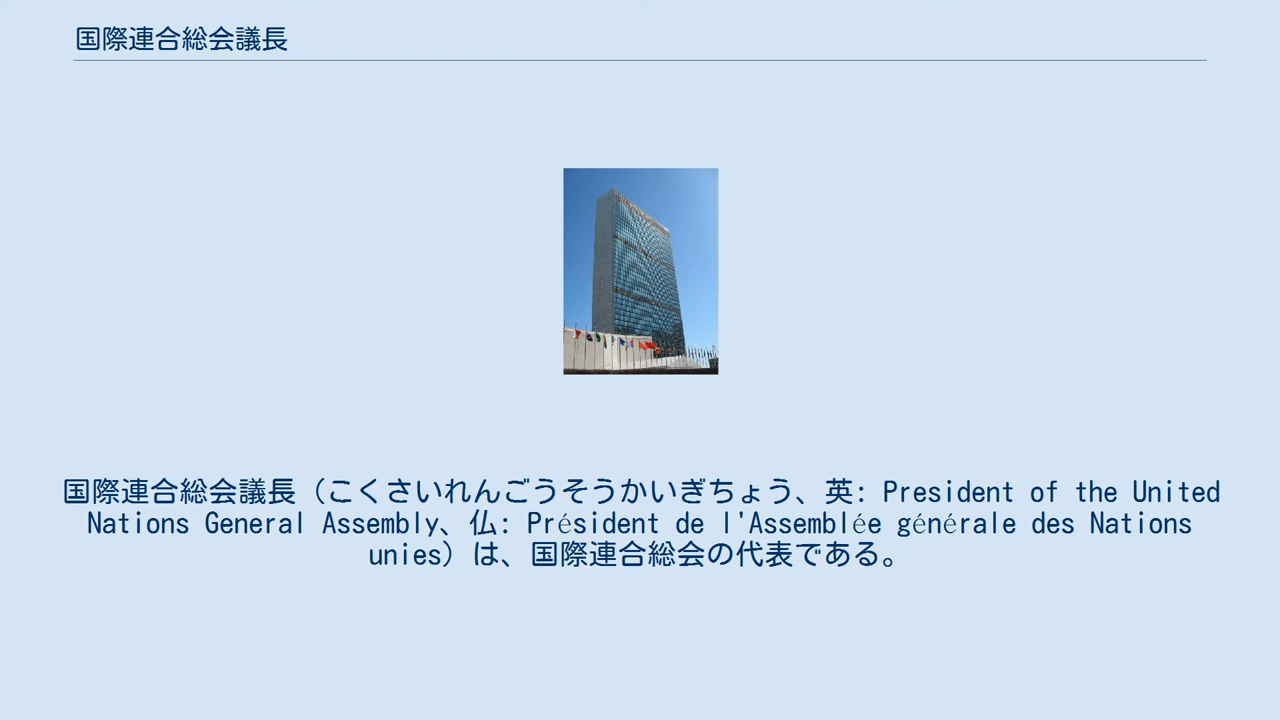 国際連合総会議長
国際連合総会議長（こくさいれんごうそうかいぎちょう、英: President of the United
Nations General Assembly、仏: Président de l'Assemblée générale des Nations
unies）は、国際連合総会の代表である。